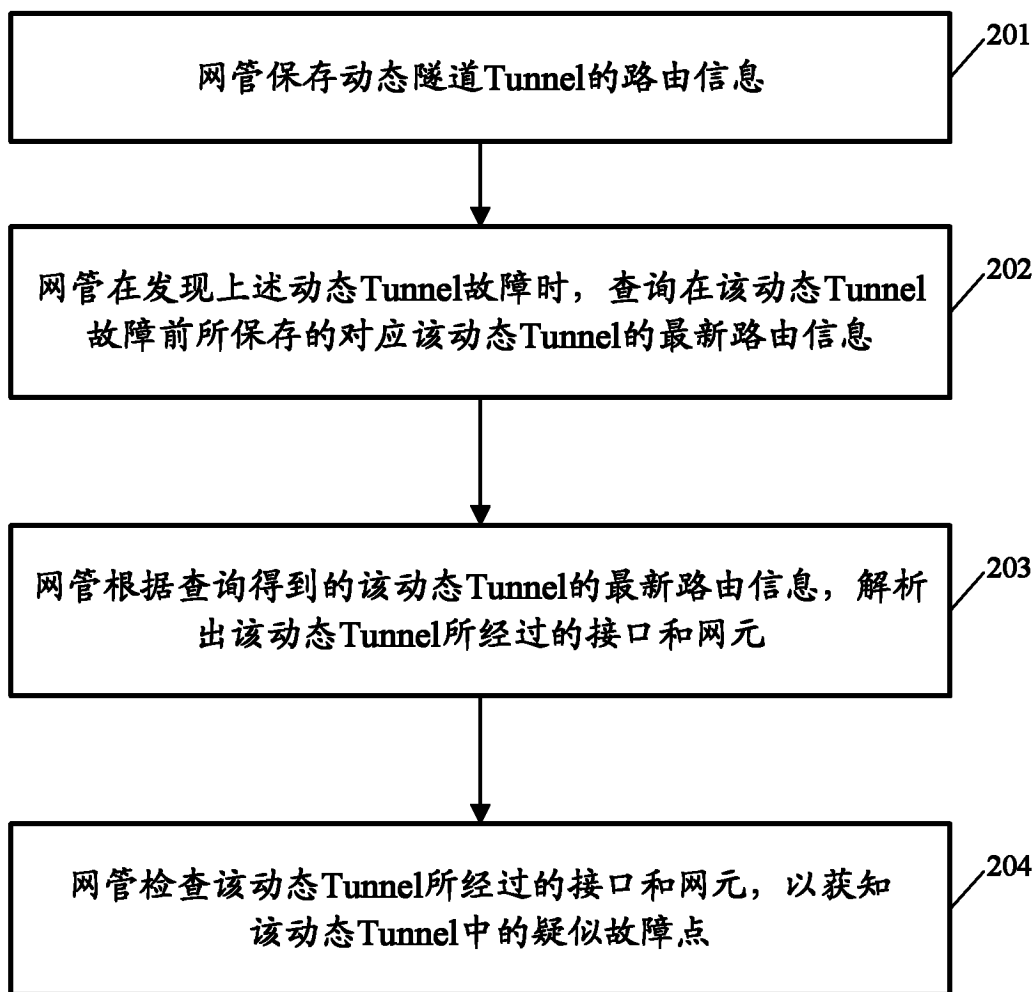 201
网管保存动态隧道Tunnel的路由信息
202
网管在发现上述动态Tunnel故障时，查询在该动态Tunnel
故障前所保存的对应该动态Tunnel的最新路由信息
203
网管根据查询得到的该动态Tunnel的最新路由信息，解析
出该动态Tunnel所经过的接口和网元
204
网管检查该动态Tunnel所经过的接口和网元，以获知
该动态Tunnel中的疑似故障点